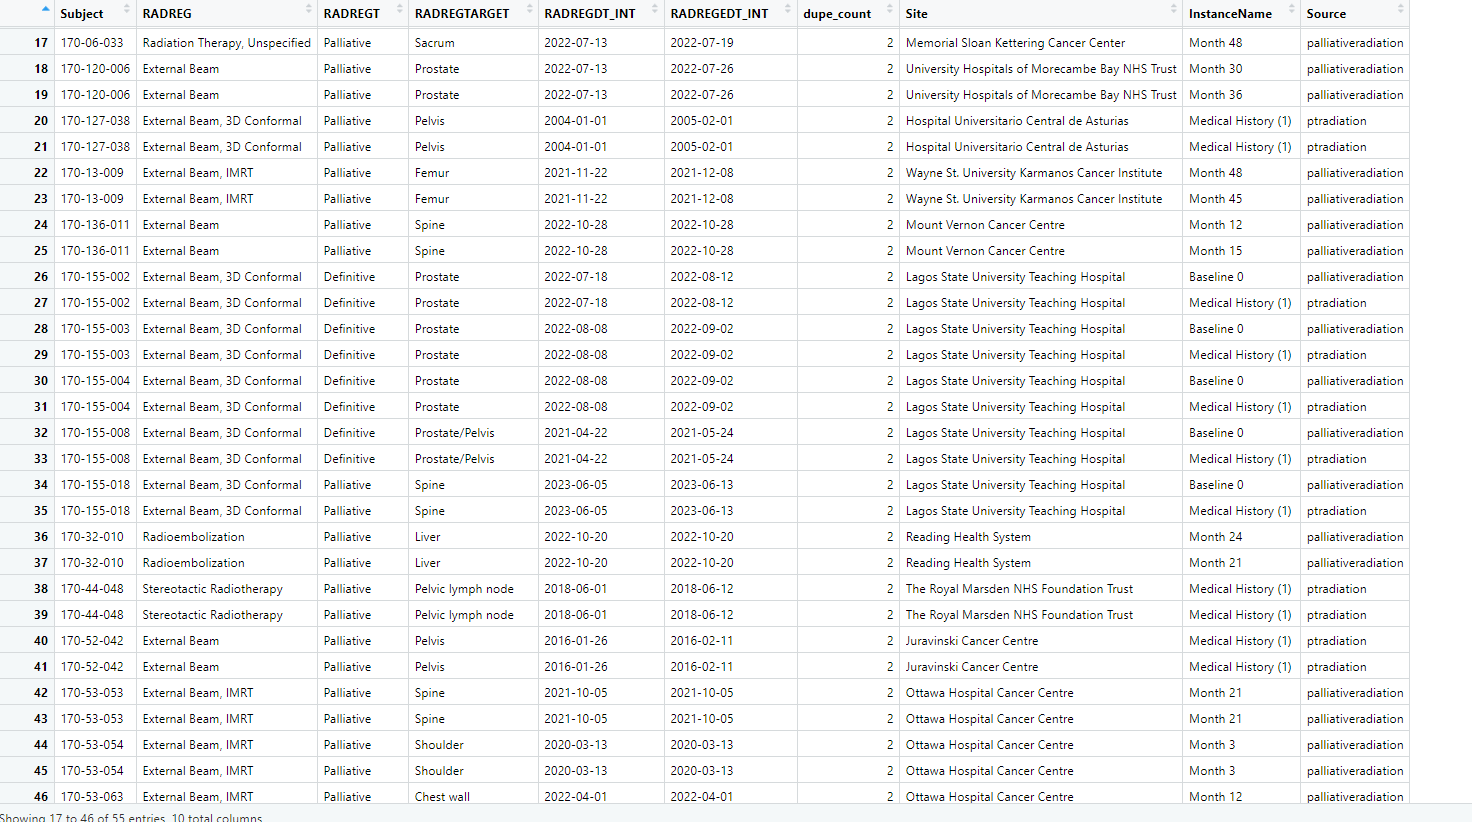 Subject RADREG RADREGT RADREGTARGET RADREGDT_INT RADREGEDT_INT dupe_count Site InstanceName Source
17 170-06-033 Radiation Therapy, Unspecified Palliative Sacrum 2022-07-13 2022-07-19 2 Memorial Sloan Kettering Cancer Center Month 48 palliativeradiation
18 170-120-006 External Beam Palliative Prostate 2022-07-13 2022-07-26 2 University Hospitals of Morecambe Bay NHS Trust Month 30 palliativeradiation
19 170-120-006 External Beam Palliative Prostate 2022-07-13 2022-07-26 2 University Hospitals of Morecambe Bay NHS Trust Month 36 palliativeradiation
20 170-127-038 External Beam, 3D Conformal Palliative Pelvis 2004-01-01 2005-02-01 2 Hospital Universitario Central de Asturias Medical History (1) ptradiation
21 170-127-038 External Beam, 3D Conformal Palliative Pelvis 2004-01-01 2005-02-01 2 Hospital Universitario Central de Asturias Medical History (1) ptradiation
22 170-13-009 External Beam, IMRT Palliative Femur 2021-11-22 2021-12-08 2 Wayne St. University Karmanos Cancer Institute Month 48 palliativeradiation
23 170-13-009 External Beam, IMRT Palliative Femur 2021-11-22 2021-12-08 2 Wayne St. University Karmanos Cancer Institute Month 45 palliativeradiation
24 170-136-011 External Beam Palliative Spine 2022-10-28 2022-10-28 2 Mount Vernon Cancer Centre Month 12 palliativeradiation
25 170-136-011 External Beam Palliative Spine 2022-10-28 2022-10-28 2 Mount Vernon Cancer Centre Month 15 palliativeradiation
26 170-155-002 External Beam, 3D Conformal Definitive Prostate 2022-07-18 2022-08-12 2 Lagos State University Teaching Hospital Baseline 0 palliativeradiation
27 170-155-002 External Beam, 3D Conformal Definitive Prostate 2022-07-18 2022-08-12 2 Lagos State University Teaching Hospital Medical History (1) ptradiation
28 170-155-003 External Beam, 3D Conformal Definitive Prostate 2022-08-08 2022-09-02 2 Lagos State University Teaching Hospital Baseline 0 palliativeradiation
29 170-155-003 External Beam, 3D Conformal Definitive Prostate 2022-08-08 2022-09-02 2 Lagos State University Teaching Hospital Medical History (1) ptradiation
30 170-155-004 External Beam, 3D Conformal Definitive Prostate 2022-08-08 2022-09-02 2 Lagos State University Teaching Hospital Baseline 0 palliativeradiation
31 170-155-004 External Beam, 3D Conformal Definitive Prostate 2022-08-08 2022-09-02 2 Lagos State University Teaching Hospital Medical History (1) ptradiation
32 170-155-008 External Beam, 3D Conformal Definitive Prostate/Pelvis 2021-04-22 2021-05-24 2 Lagos State University Teaching Hospital Baseline 0 palliativeradiation
33 170-155-008 External Beam, 3D Conformal Definitive Prostate/Pelvis 2021-04-22 2021-05-24 2 Lagos State University Teaching Hospital Medical History (1) ptradiation
34 170-155-018 External Beam, 3D Conformal Palliative Spine 2023-06-05 2023-06-13 2 Lagos State University Teaching Hospital Baseline 0 palliativeradiation
35 170-155-018 External Beam, 3D Conformal Palliative Spine 2023-06-05 2023-06-13 2 Lagos State University Teaching Hospital Medical History (1) ptradiation
36 170-32-010 Radioembolization Palliative Liver 2022-10-20 2022-10-20 2 Reading Health System Month 24 palliativeradiation
37 170-32-010 Radioembolization Palliative Liver 2022-10-20 2022-10-20 2 Reading Health System Month 21 palliativeradiation
38 170-44-048 Stereotactic Radiotherapy Palliative Pelvic lymph node 2018-06-01 2018-06-12 2 The Royal Marsden NHS Foundation Trust Medical History (1) ptradiation
39 170-44-048 Stereotactic Radiotherapy Palliative Pelvic lymph node 2018-06-01 2018-06-12 2 The Royal Marsden NHS Foundation Trust Medical History (1) ptradiation
40 170-52-042 External Beam Palliative Pelvis 2016-01-26 2016-02-11 2 Juravinski Cancer Centre Medical History (1) ptradiation
41 170-52-042 External Beam Palliative Pelvis 2016-01-26 2016-02-11 2 Juravinski Cancer Centre Medical History (1) ptradiation
42 170-53-053 External Beam, IMRT Palliative Spine 2021-10-05 2021-10-05 2 Ottawa Hospital Cancer Centre Month 21 palliativeradiation
43 170-53-053 External Beam, IMRT Palliative Spine 2021-10-05 2021-10-05 2 Ottawa Hospital Cancer Centre Month 21 palliativeradiation
44 170-53-054 External Beam, IMRT Palliative Shoulder 2020-03-13 2020-03-13 2 Ottawa Hospital Cancer Centre Month 3 palliativeradiation
45 170-53-054 External Beam, IMRT Palliative Shoulder 2020-03-13 2020-03-13 2 Ottawa Hospital Cancer Centre Month 3 palliativeradiation
46 170-53-063 External Beam, IMRT Palliative Chest wall 2022-04-01 2022-04-01 2 Ottawa Hospital Cancer Centre Month 12 palliativeradiation
Showing 17 to 46 of 55 entries, 10 total columns